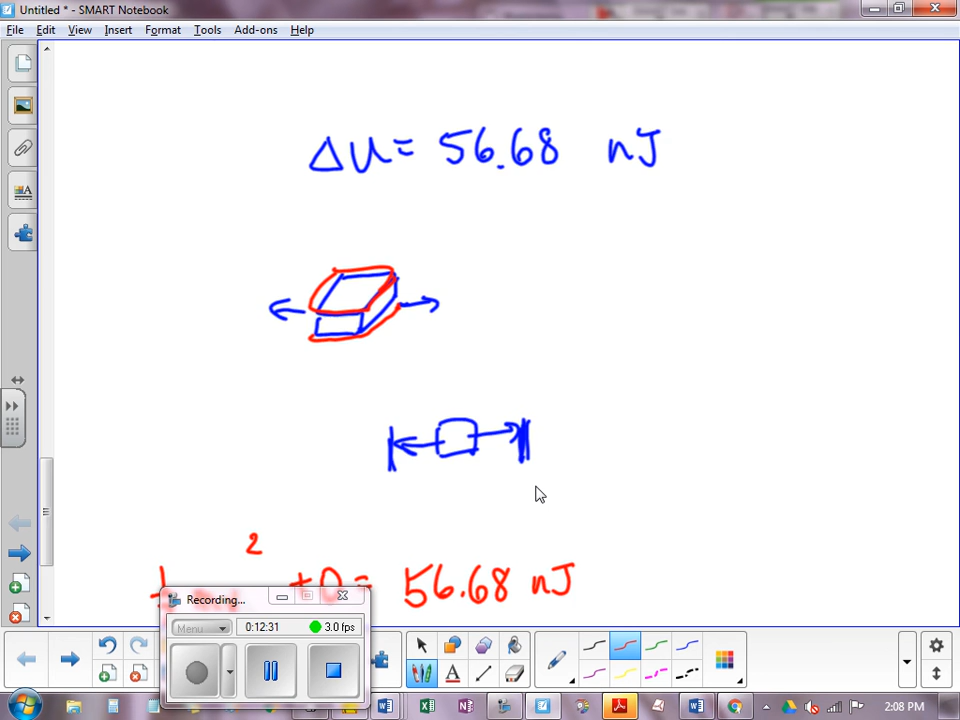 Untitled * - SMART Notebook
File Edit View Insert Format Tools Add-ons Help
ΔU= 56.68 nJ
2
+0= 56.68 nJ
Recording...
Menu 0:12:31 3.0 fps
2:08 PM